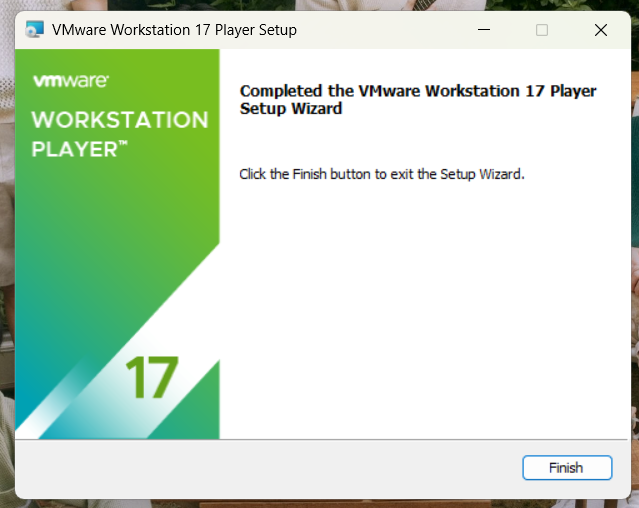 VMware Workstation 17 Player Setup
vmware
WORKSTATION
PLAYER™
17
Completed the VMware Workstation 17 Player
Setup Wizard
Click the Finish button to exit the Setup Wizard.
Finish